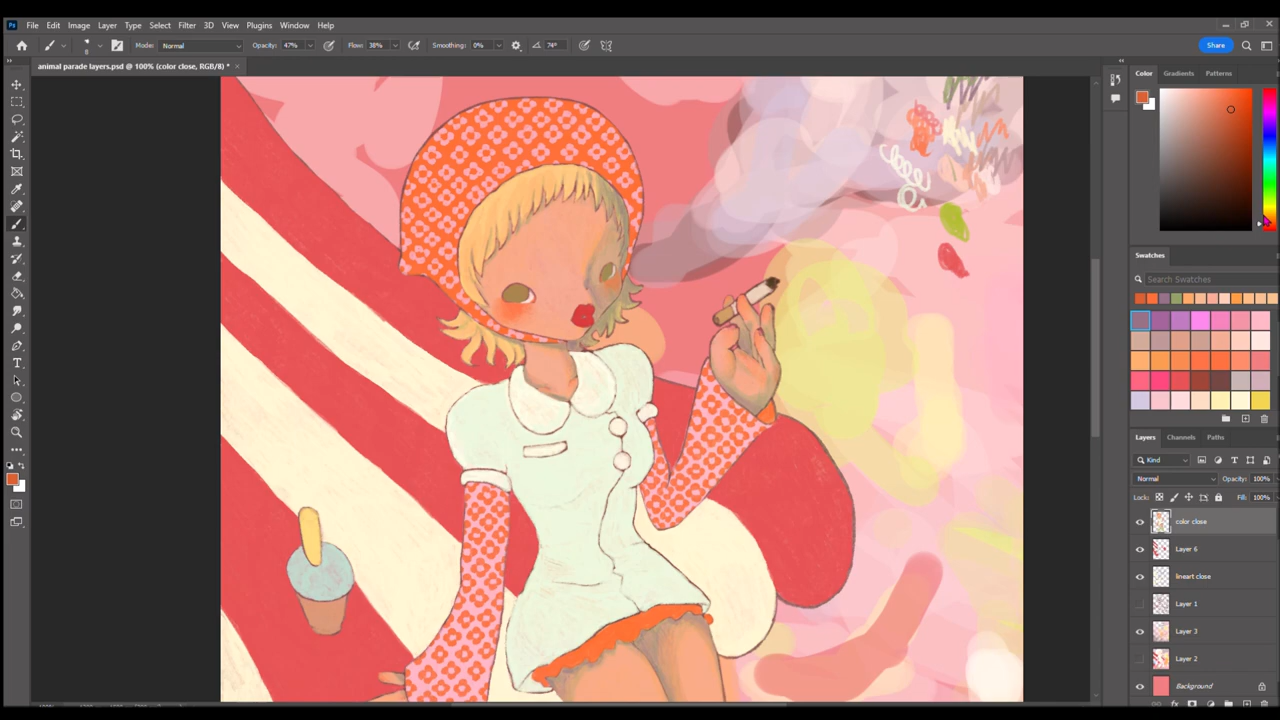 Ps File Edit Image Layer Type Select Filter 3D View Plugins Window Help
8 Mode: Normal Opacity: 47% Flow: 38% Smoothing: 0% 74° Share
animal parade layers.psd @ 100% (color close, RGB/8) *
Color Gradients Patterns
Swatches
Search Swatches
Layers Channels Paths
Kind
Normal Opacity: 100%
Lock: Fill: 100%
color close
Layer 6
lineart close
Layer 1
Layer 3
Layer 2
Background